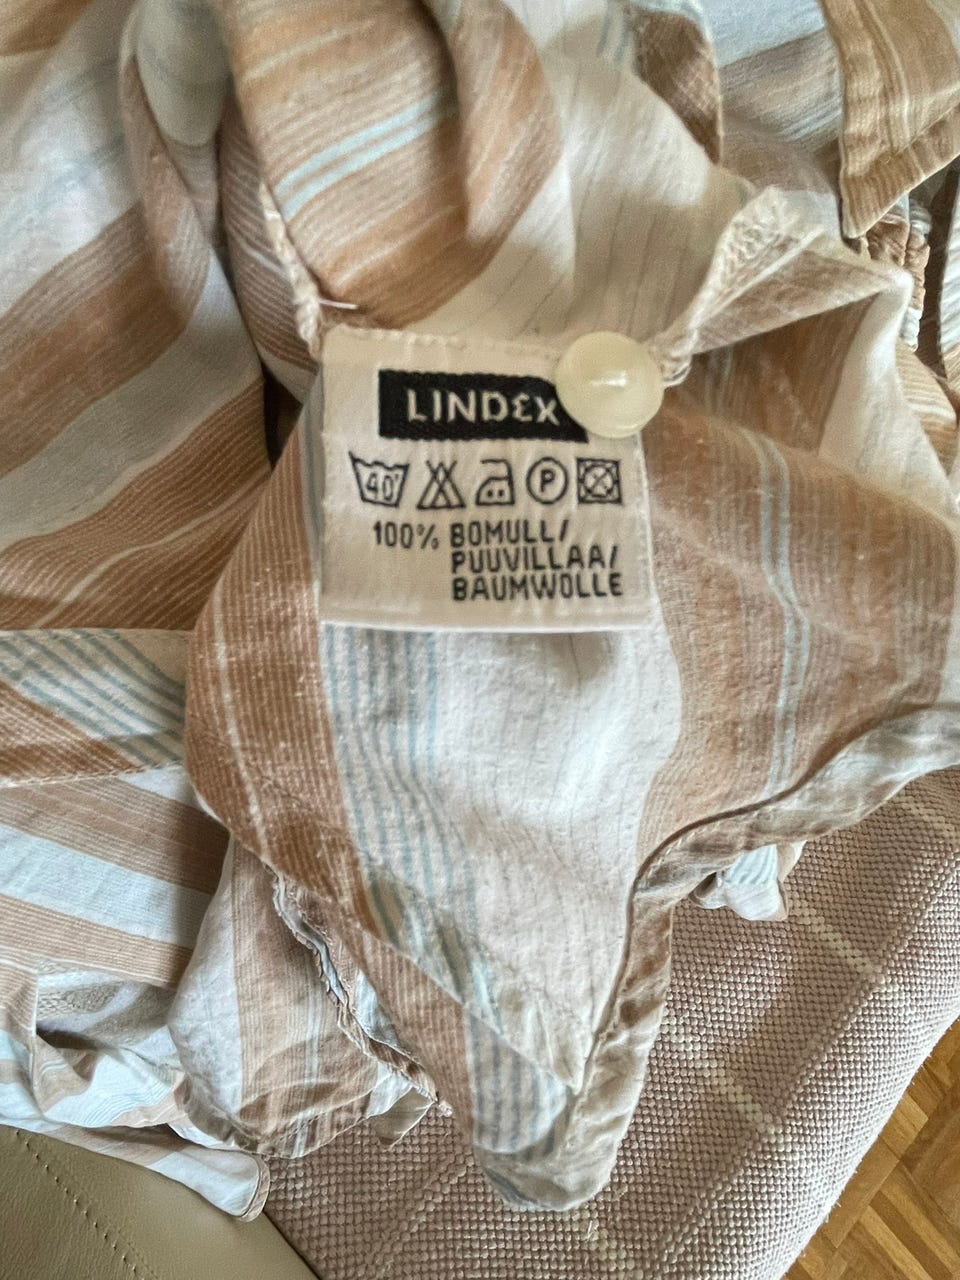 LINDEX
40° P
100% BOMULL/
PUUVILLAA/
BAUMWOLLE